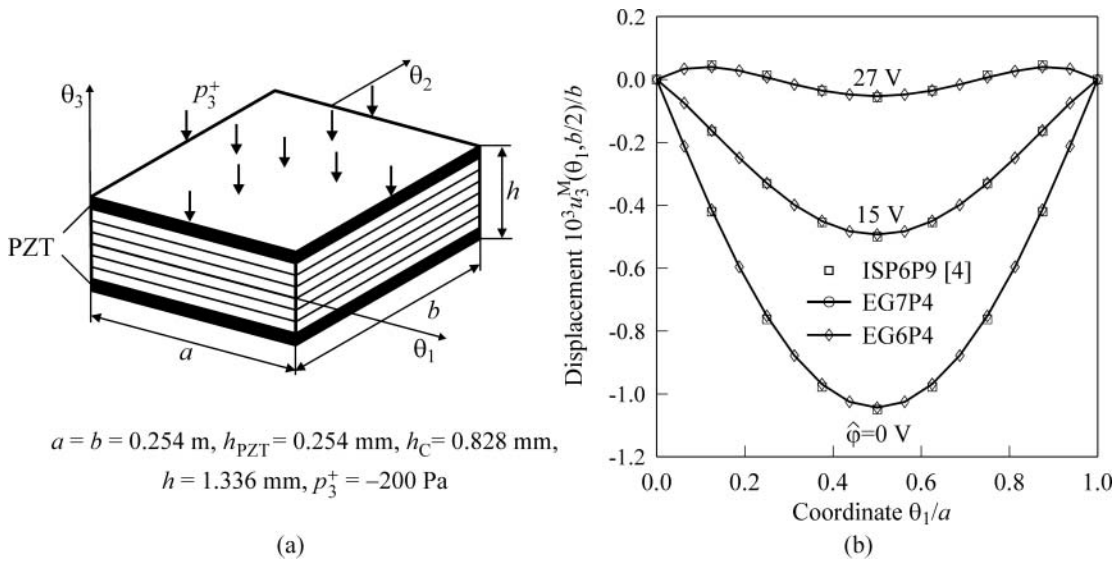 θ₃
p₃⁺
θ₂
h
PZT
b
a
θ₁
a = b = 0.254 m, h_PZT = 0.254 mm, h_C = 0.828 mm,
h = 1.336 mm, p₃⁺ = –200 Pa
(a)
Displacement 10³u₃ᴹ(θ₁,b/2)/b
0.2
0.0
-0.2
-0.4
-0.6
-0.8
-1.0
-1.2
27 V
15 V
ISP6P9 [4]
EG7P4
EG6P4
φ̂=0 V
0.0 0.2 0.4 0.6 0.8 1.0
Coordinate θ₁/a
(b)